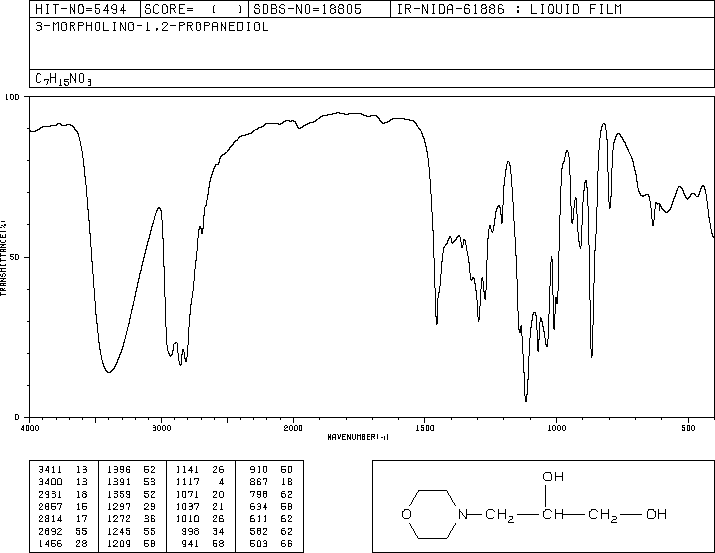 HIT-NO=5494 SCORE= ( ) SDBS-NO=18805 IR-NIDA-61886 : LIQUID FILM
3-MORPHOLINO-1,2-PROPANEDIOL
C7H15NO3
100
50
0
TRANSMITTANCE(%)
4000 3000 2000 1500 1000 500
WAVENUMBER(-1)
3411 13 1396 52 1141 26 910 50
3400 13 1391 53 1117 4 867 18
2931 18 1359 52 1071 20 798 62
2857 15 1297 29 1037 21 634 58
2814 17 1272 36 1010 26 611 62
2692 55 1245 55 998 34 582 62
1456 28 1209 58 941 58 503 66
OH
O N CH2 CH CH2 OH